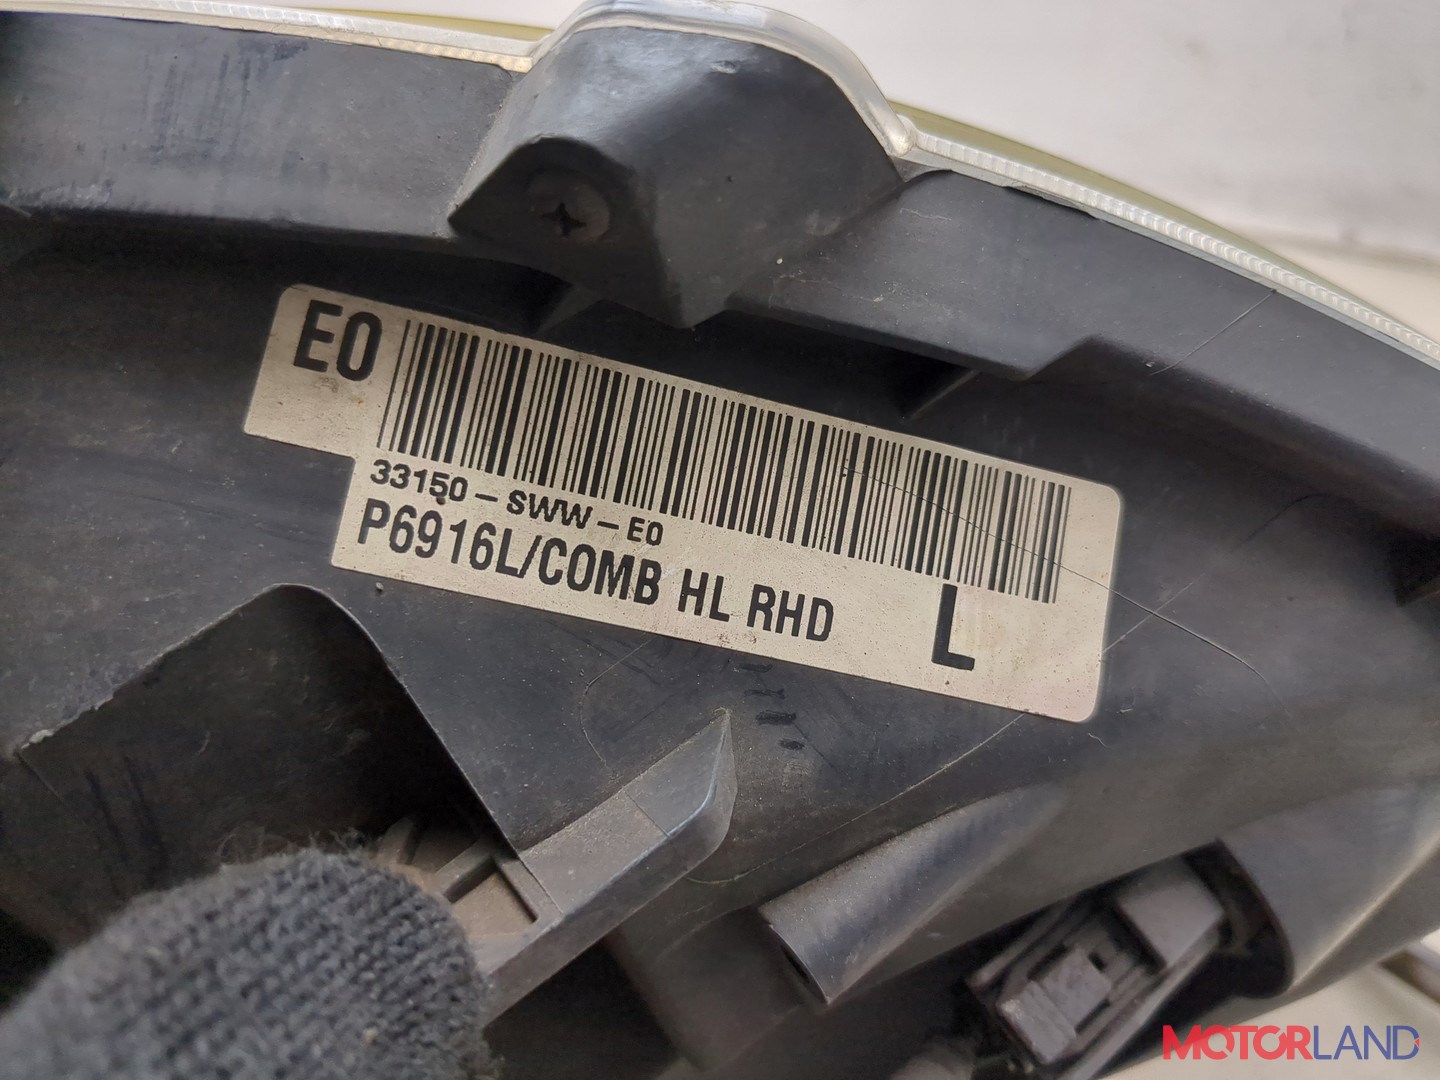 E0
33150-SWW-E0
P6916L/COMB HL RHD
L
MOTORLAND